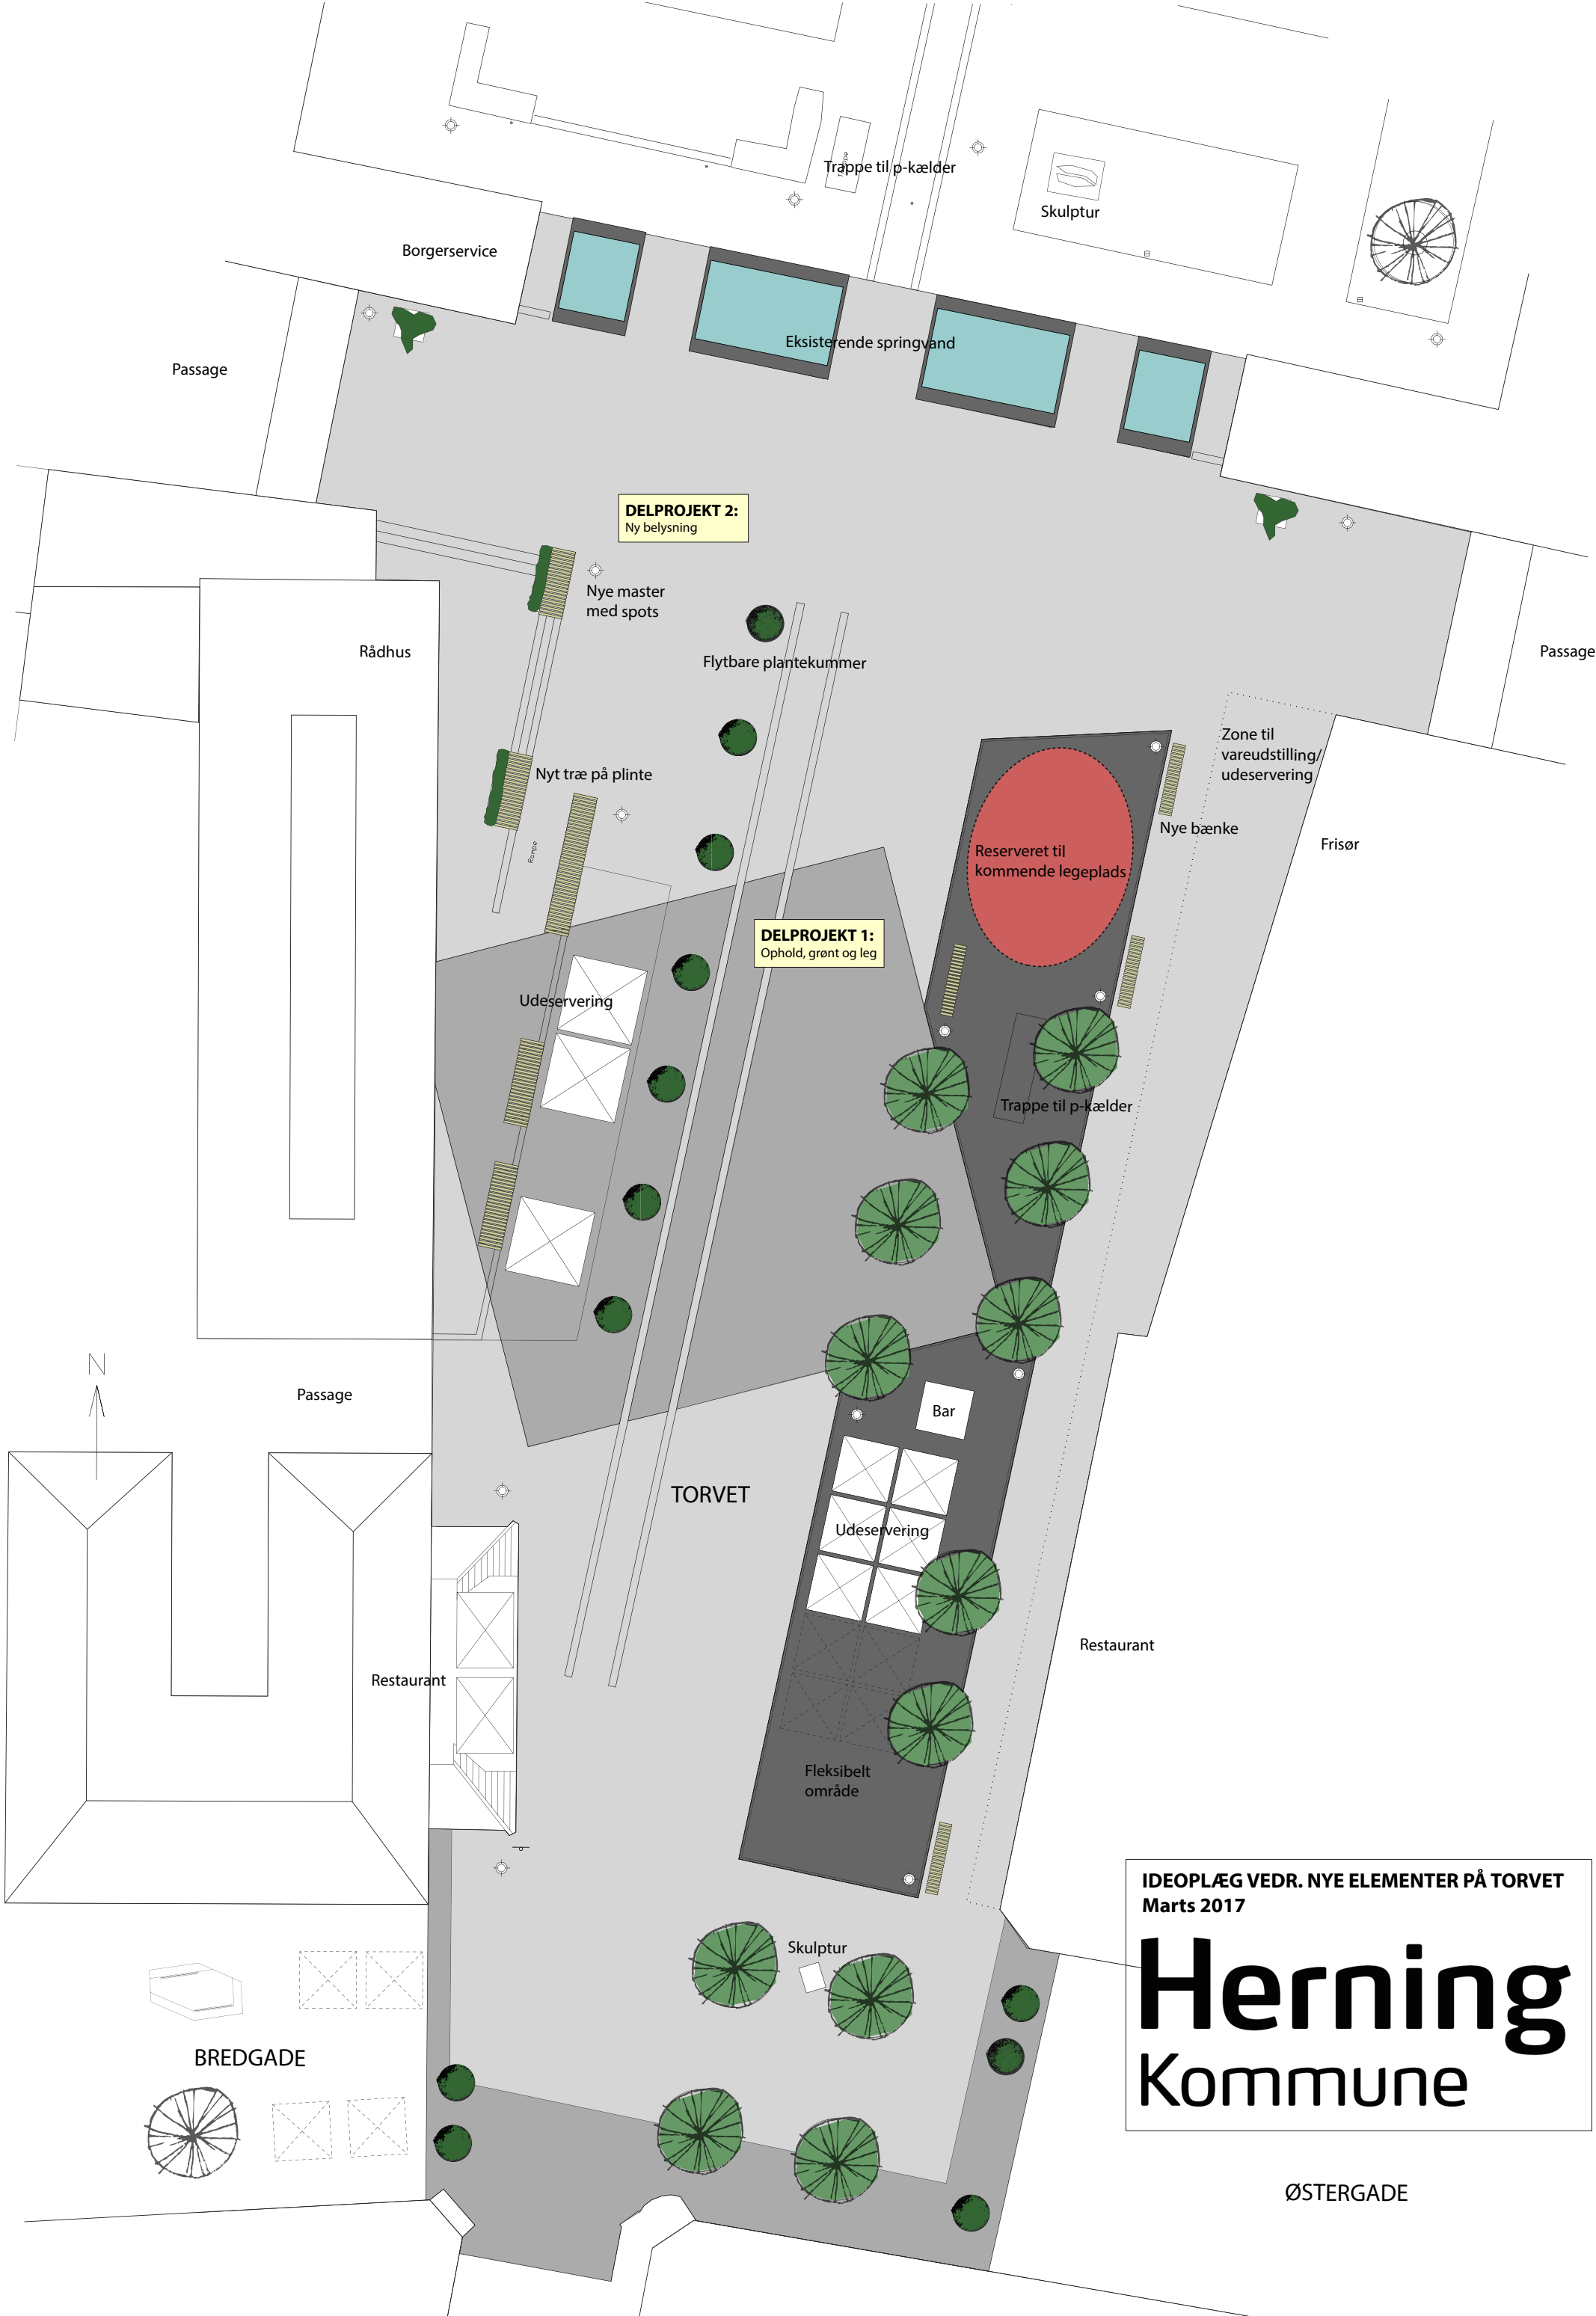 Trappe
Trappe til p-kælder
Skulptur
Borgerservice
Eksisterende springvand
Passage
DELPROJEKT 2:
Ny belysning
Nye master
med spots
Rådhus
Flytbare plantekummer
Passage
Zone til
vareudstilling/
udeservering
Nyt træ på plinte
Nye bænke
Rampe
Reserveret til
kommende legeplads
Frisør
DELPROJEKT 1:
Ophold, grønt og leg
Udeservering
Trappe til p-kælder
N
Passage
Bar
TORVET
Udeservering
Restaurant
Restaurant
Fleksibelt
område
IDEOPLÆG VEDR. NYE ELEMENTER PÅ TORVET
Marts 2017
Herning
Kommune
Skulptur
BREDGADE
ØSTERGADE